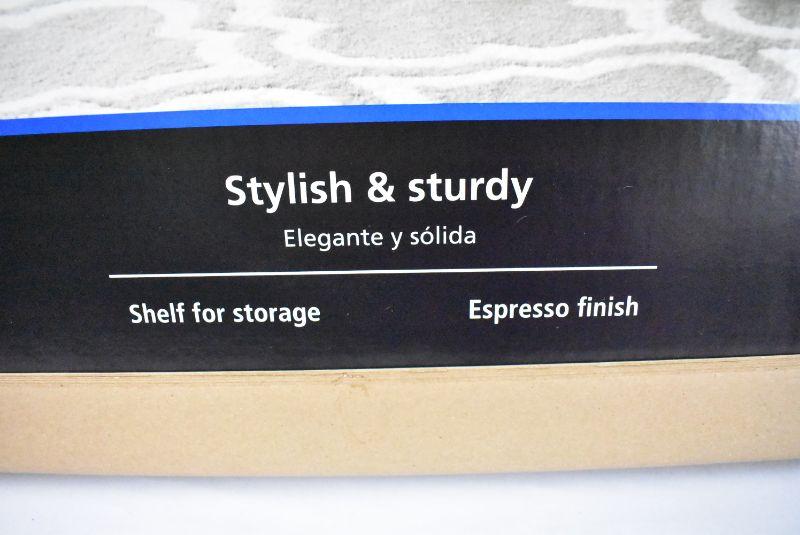 Stylish & sturdy
Elegante y sólida
Shelf for storage
Espresso finish